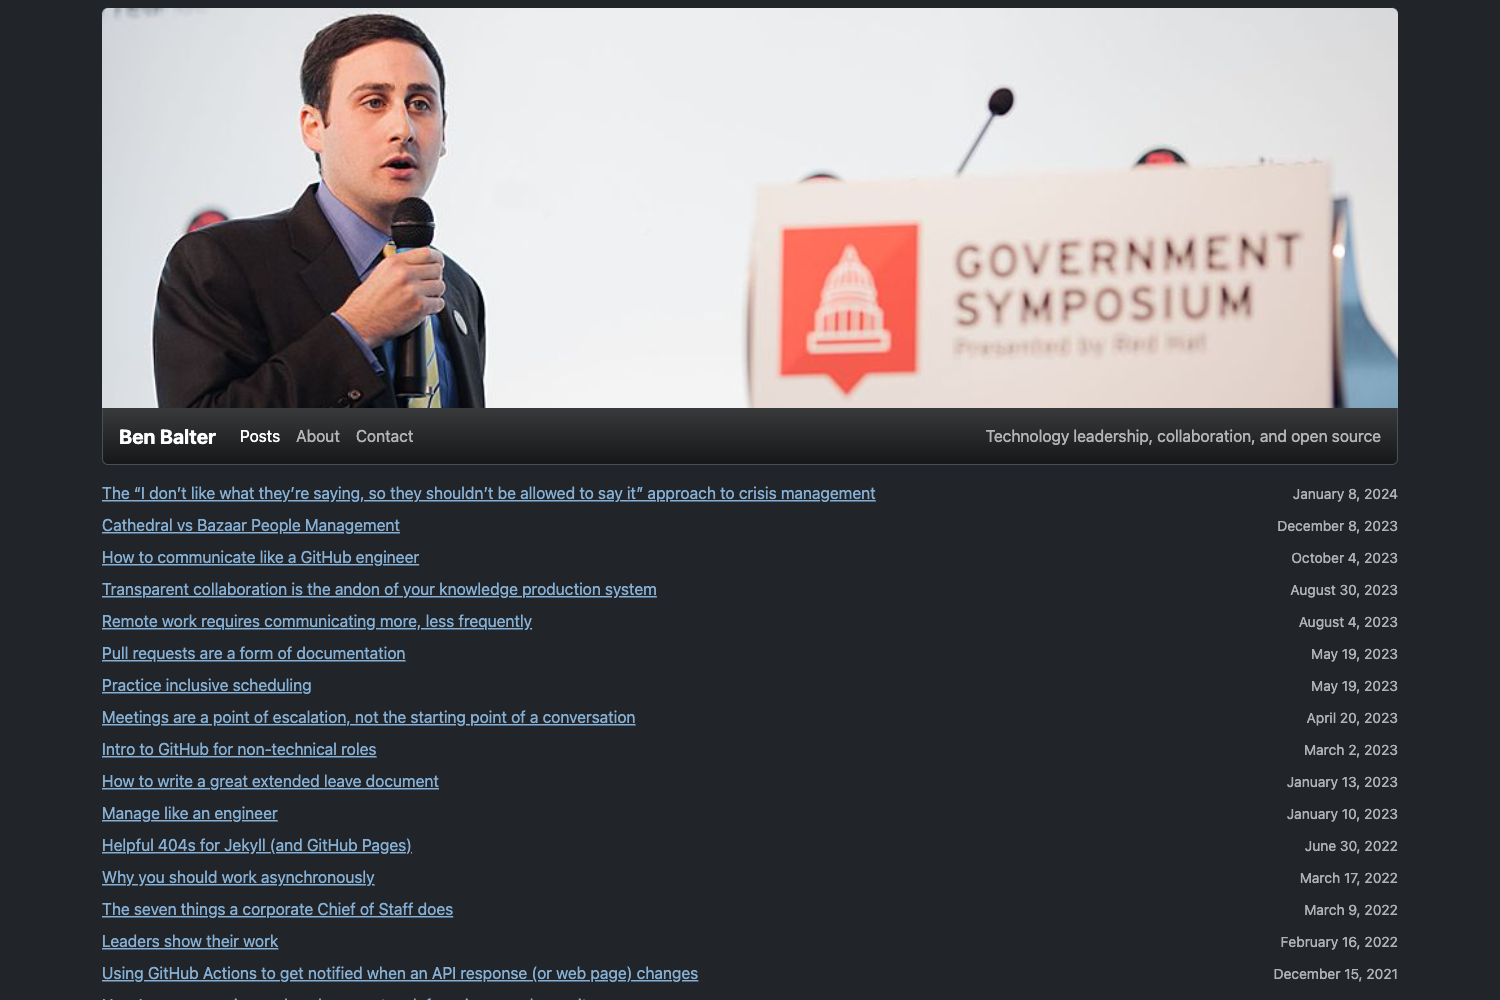 GOVERNMENT
SYMPOSIUM
Presented by Red Hat
Ben Balter Posts About Contact Technology leadership, collaboration, and open source
The “I don’t like what they’re saying, so they shouldn’t be allowed to say it” approach to crisis management January 8, 2024
Cathedral vs Bazaar People Management December 8, 2023
How to communicate like a GitHub engineer October 4, 2023
Transparent collaboration is the andon of your knowledge production system August 30, 2023
Remote work requires communicating more, less frequently August 4, 2023
Pull requests are a form of documentation May 19, 2023
Practice inclusive scheduling May 19, 2023
Meetings are a point of escalation, not the starting point of a conversation April 20, 2023
Intro to GitHub for non-technical roles March 2, 2023
How to write a great extended leave document January 13, 2023
Manage like an engineer January 10, 2023
Helpful 404s for Jekyll (and GitHub Pages) June 30, 2022
Why you should work asynchronously March 17, 2022
The seven things a corporate Chief of Staff does March 9, 2022
Leaders show their work February 16, 2022
Using GitHub Actions to get notified when an API response (or web page) changes December 15, 2021